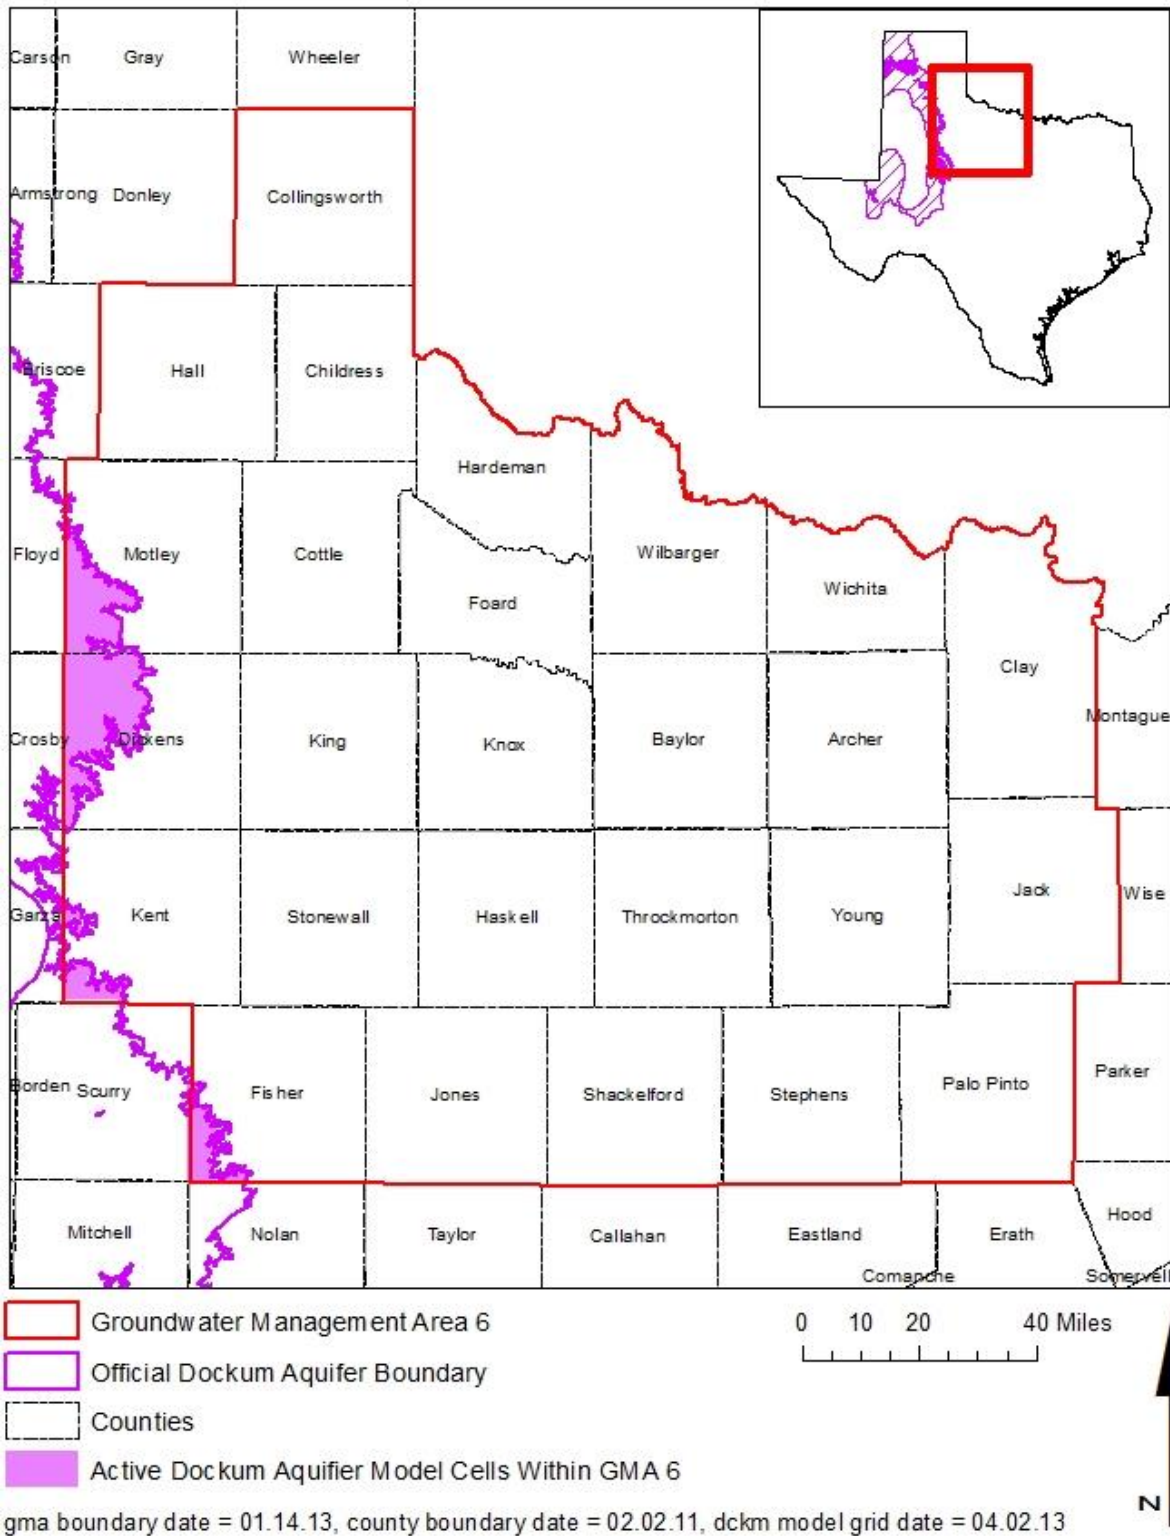 Carson Gray Wheeler
Armstrong Donley Collingsworth
Briscoe Hall Childress
Hardeman
Floyd Motley Cottle Wilbarger
Foard Wichita
Clay
Montague
Crosby Dickens King Knox Baylor Archer
Jack Wise
Garza Kent Stonewall Haskell Throckmorton Young
Parker
Borden Scurry Fisher Jones Shackelford Stephens Palo Pinto
Hood
Mitchell Nolan Taylor Callahan Eastland Erath
Comanche Somervell
Groundwater Management Area 6
0 10 20 40 Miles
Official Dockum Aquifer Boundary
Counties
Active Dockum Aquifier Model Cells Within GMA 6
N
gma boundary date = 01.14.13, county boundary date = 02.02.11, dckm model grid date = 04.02.13